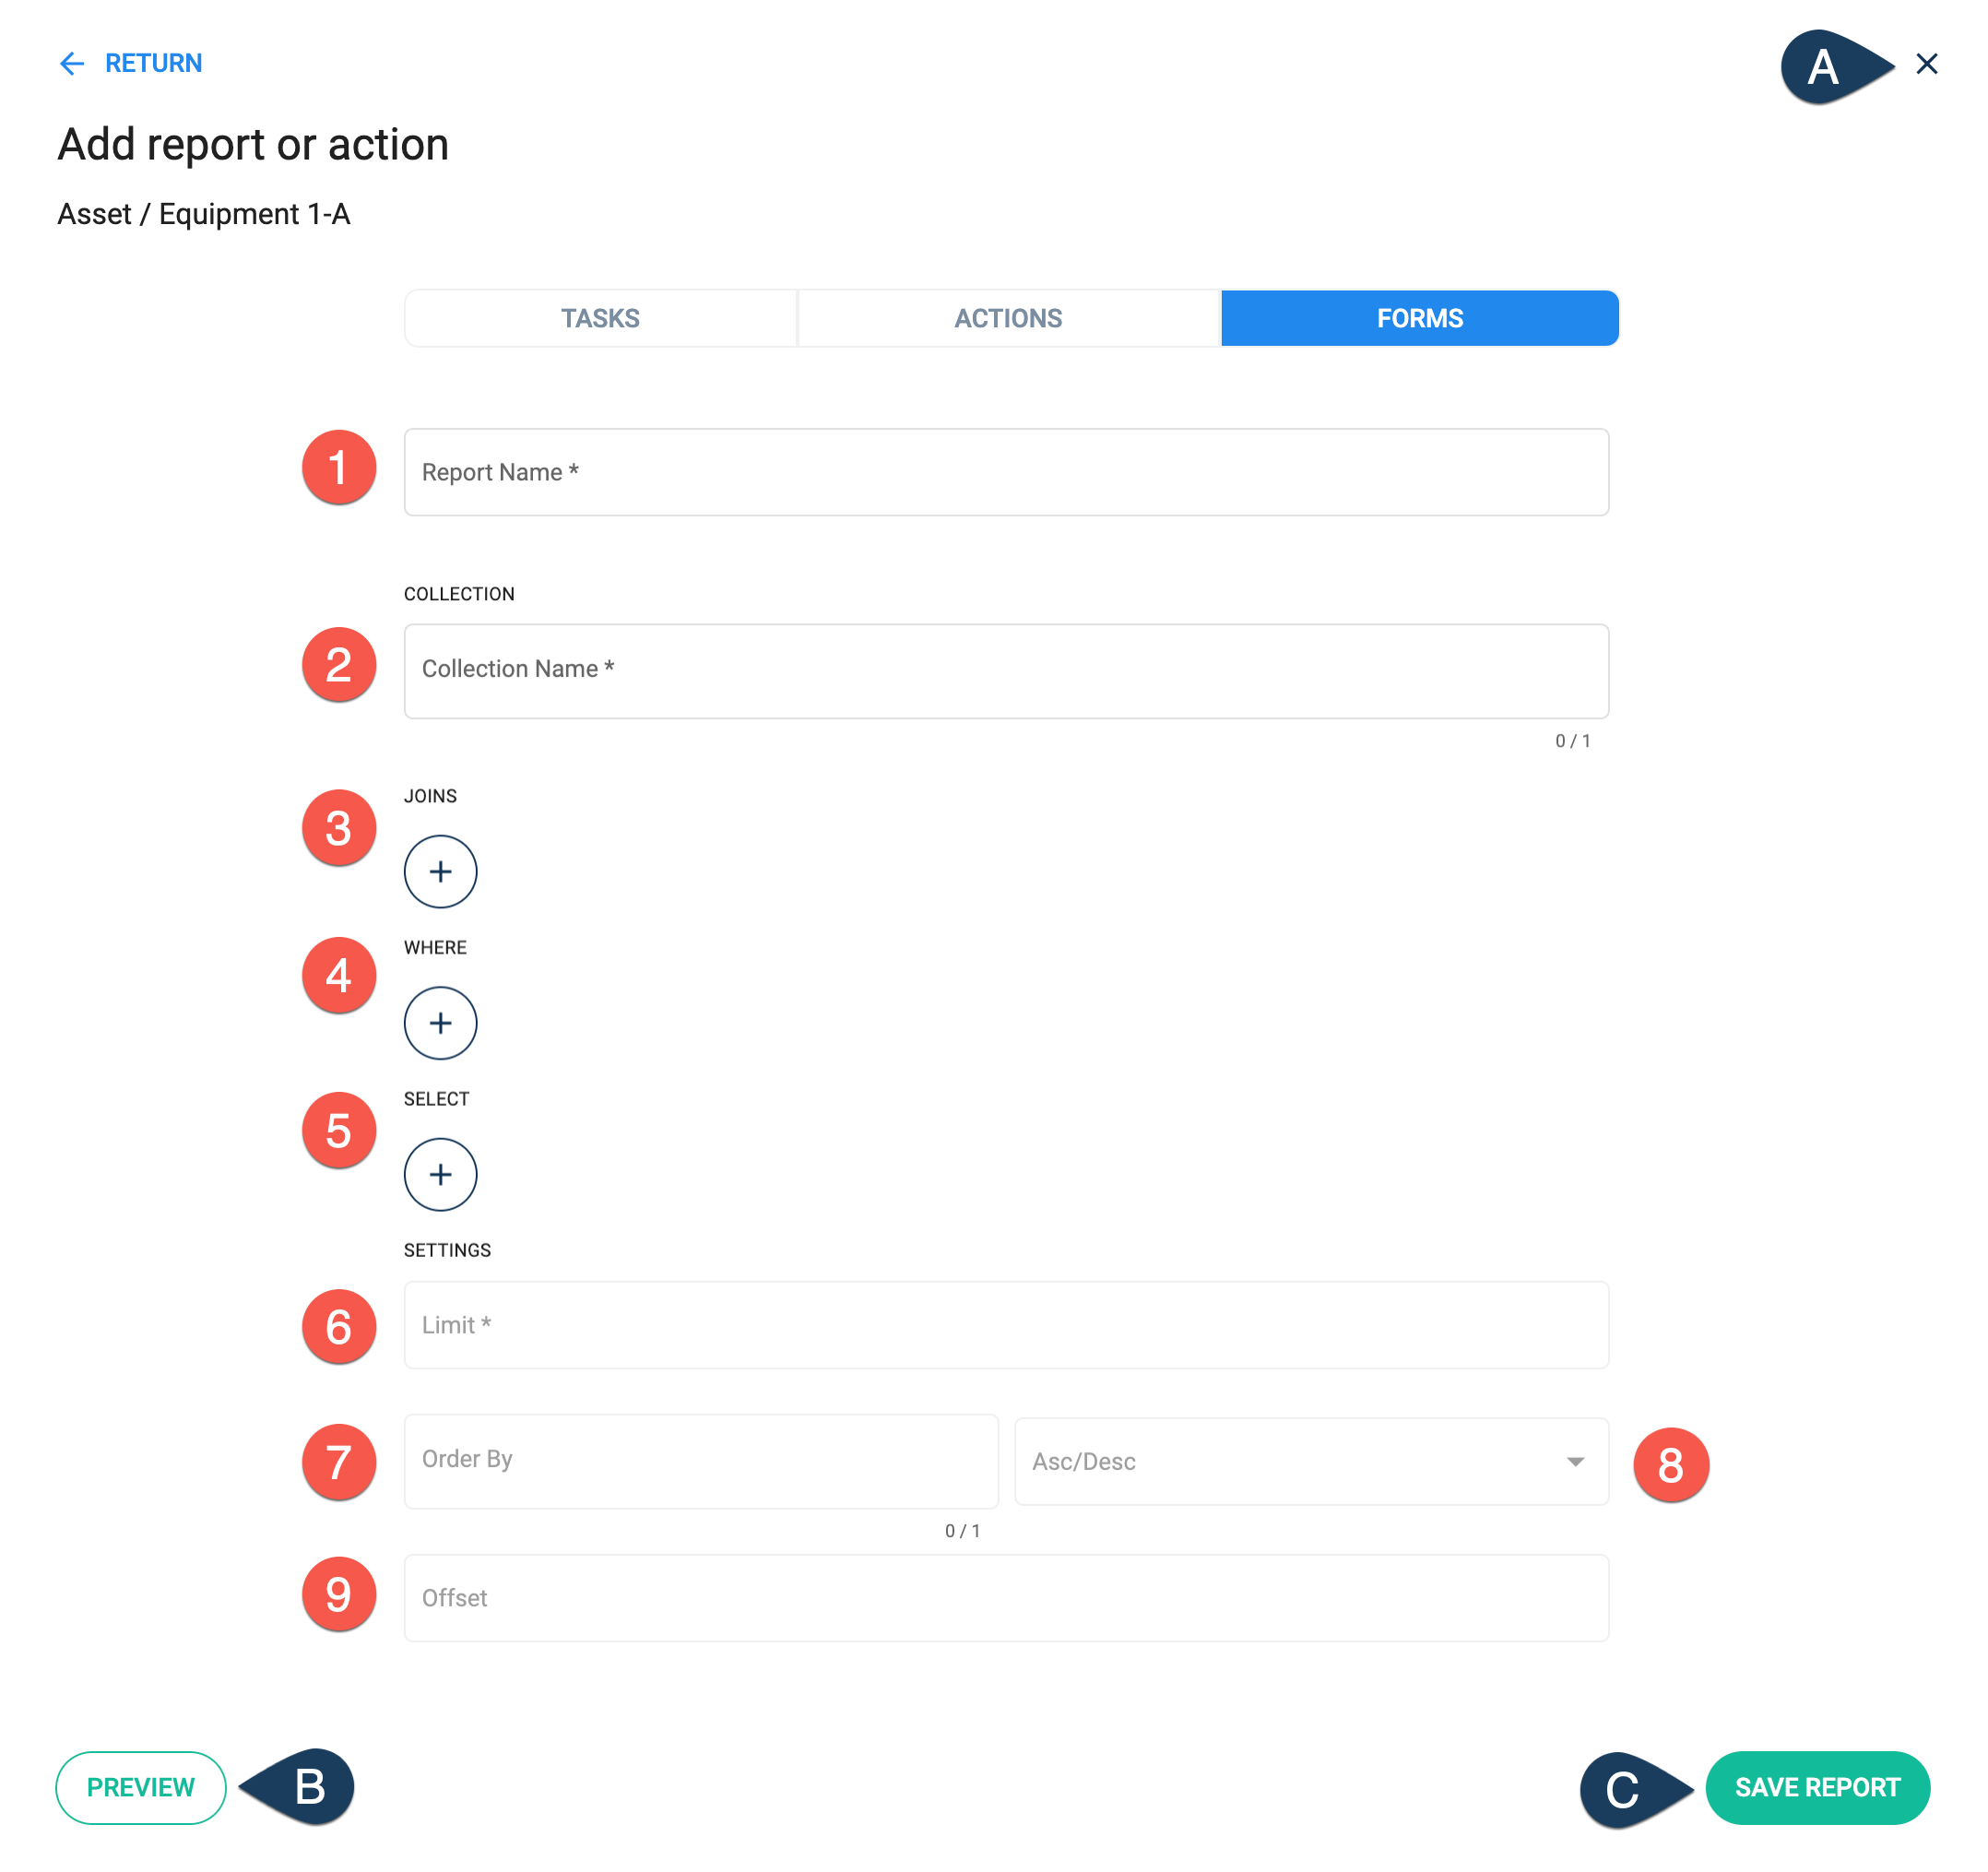 RETURN
A
Add report or action
Asset / Equipment 1-A
TASKS
ACTIONS
FORMS
1
Report Name *
COLLECTION
2
Collection Name *
0 / 1
3
JOINS
+
4
WHERE
+
5
SELECT
+
SETTINGS
6
Limit *
7
Order By
Asc/Desc
8
0 / 1
9
Offset
PREVIEW
B
C
SAVE REPORT